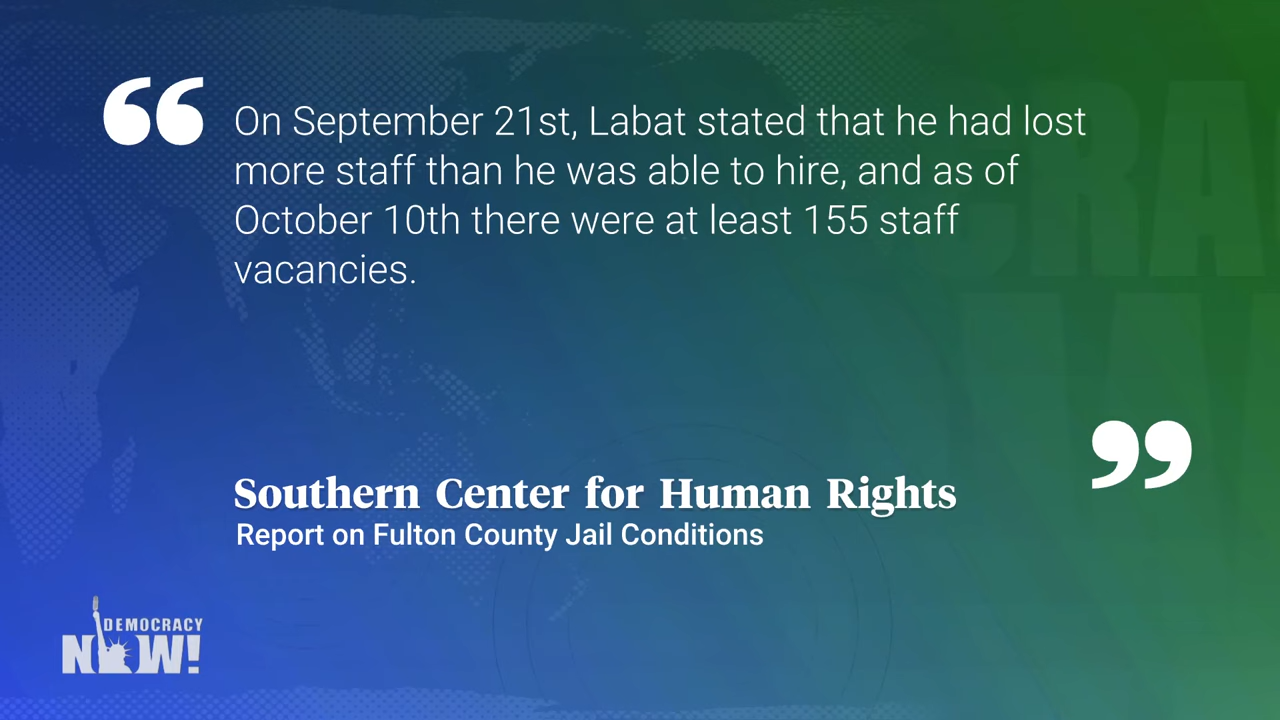 “ On September 21st, Labat stated that he had lost
more staff than he was able to hire, and as of
October 10th there were at least 155 staff
vacancies.
”
Southern Center for Human Rights
Report on Fulton County Jail Conditions
DEMOCRACY
NOW!